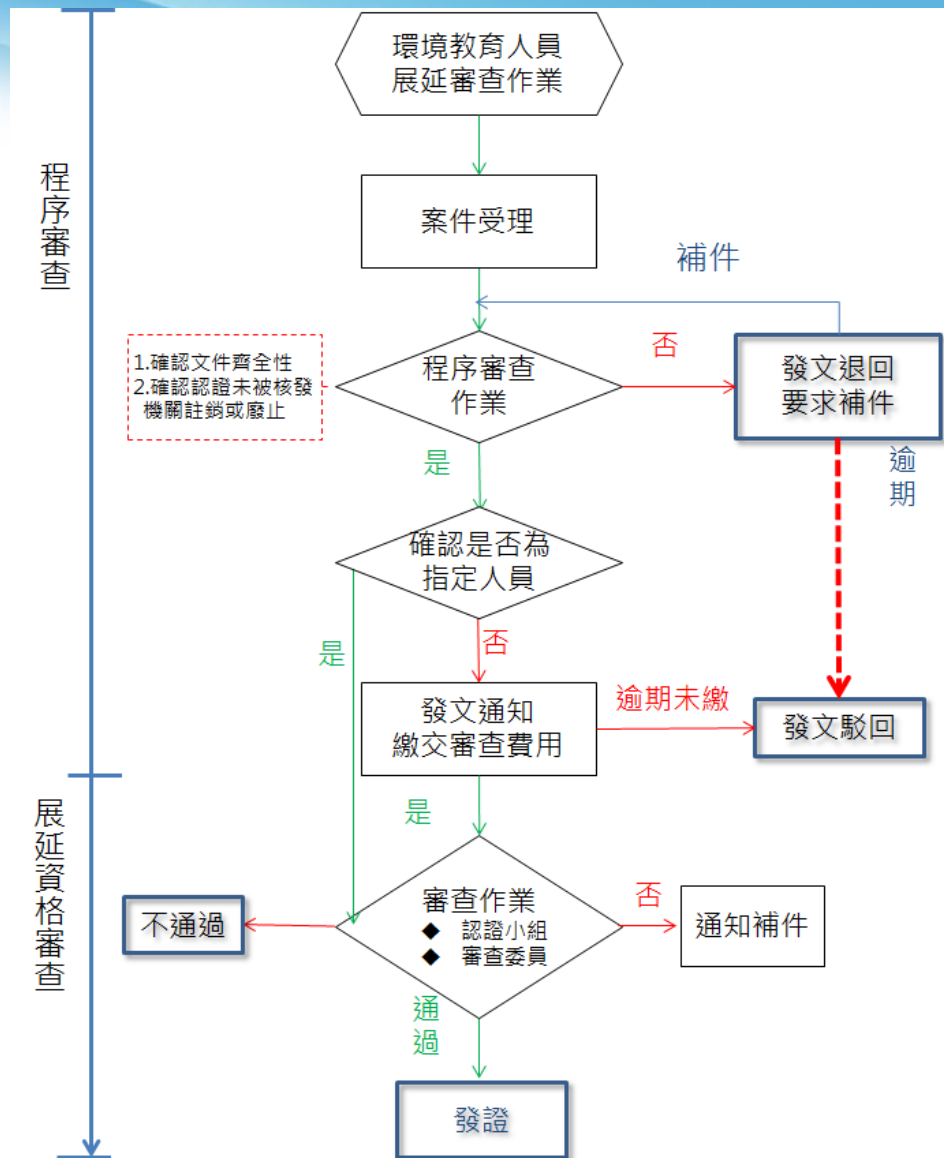 環境教育人員
展延審查作業
程序審查
案件受理
補件
1.確認文件齊全性
2.確認認證未被核發
機關註銷或廢止
程序審查
作業
否
發文退回
要求補件
是
逾期
確認是否為
指定人員
是
否
發文通知
繳交審查費用
逾期未繳
發文駁回
展延資格審查
是
不通過
審查作業
◆ 認證小組
◆ 審查委員
否
通知補件
通過
發證